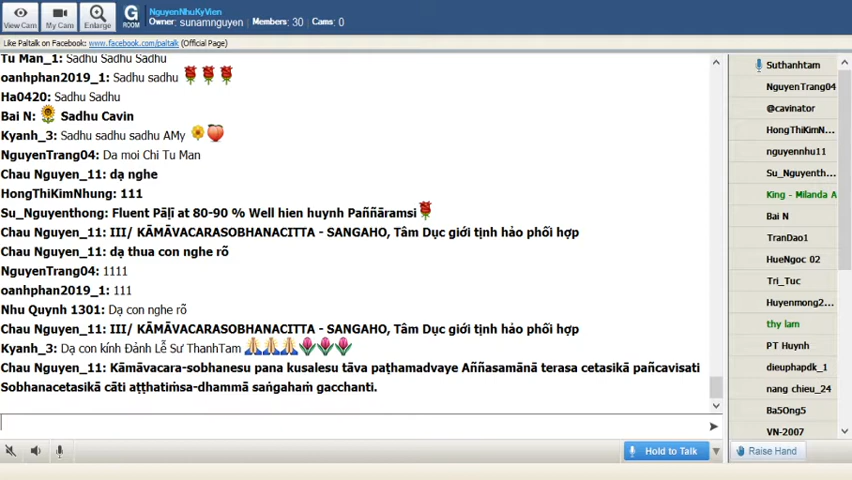 NguyenNhuKyVien
Owner: sunamnguyen Members: 30 Cams: 0
View Cam My Cam Enlarge G ROOM
Like Paltalk on Facebook: www.facebook.com/paltalk (Official Page)
Tu Man_1: Sadhu Sadhu Sadhu
oanhphan2019_1: Sadhu sadhu
Ha0420: Sadhu Sadhu
Bai N: Sadhu Cavin
Kyanh_3: Sadhu sadhu sadhu AMy
NguyenTrang04: Da moi Chi Tu Man
Chau Nguyen_11: dạ nghe
HongThiKimNhung: 111
Su_Nguyenthong: Fluent Pāḷī at 80-90 % Well hien huynh Paññāramsi
Chau Nguyen_11: III/ KĀMĀVACARASOBHANACITTA - SANGAHO, Tâm Dục giới tịnh hảo phối hợp
Chau Nguyen_11: dạ thua con nghe rõ
NguyenTrang04: 1111
oanhphan2019_1: 111
Nhu Quynh 1301: Dạ con nghe rõ
Chau Nguyen_11: III/ KĀMĀVACARASOBHANACITTA - SANGAHO, Tâm Dục giới tịnh hảo phối hợp
Kyanh_3: Dạ con kính Đảnh Lễ Sư ThanhTam
Chau Nguyen_11: Kāmāvacara-sobhanesu pana kusalesu tāva paṭhamadvaye Aññasamānā terasa cetasikā pañcavisati
Sobhanacetasikā cāti aṭṭhatiṁsa-dhammā saṅgahaṁ gacchanti.
Suthanhtam
NguyenTrang04
@cavinator
HongThiKimN...
nguyennhu11
Su_Nguyenth...
King - Milanda A
Bai N
TranDao1
HueNgoc 02
Tri_Tuc
Huyenmong2...
thy lam
PT Huynh
dieuphapdk_1
nang chieu_24
Ba5Ong5
VN-2007
Hold to Talk
Raise Hand